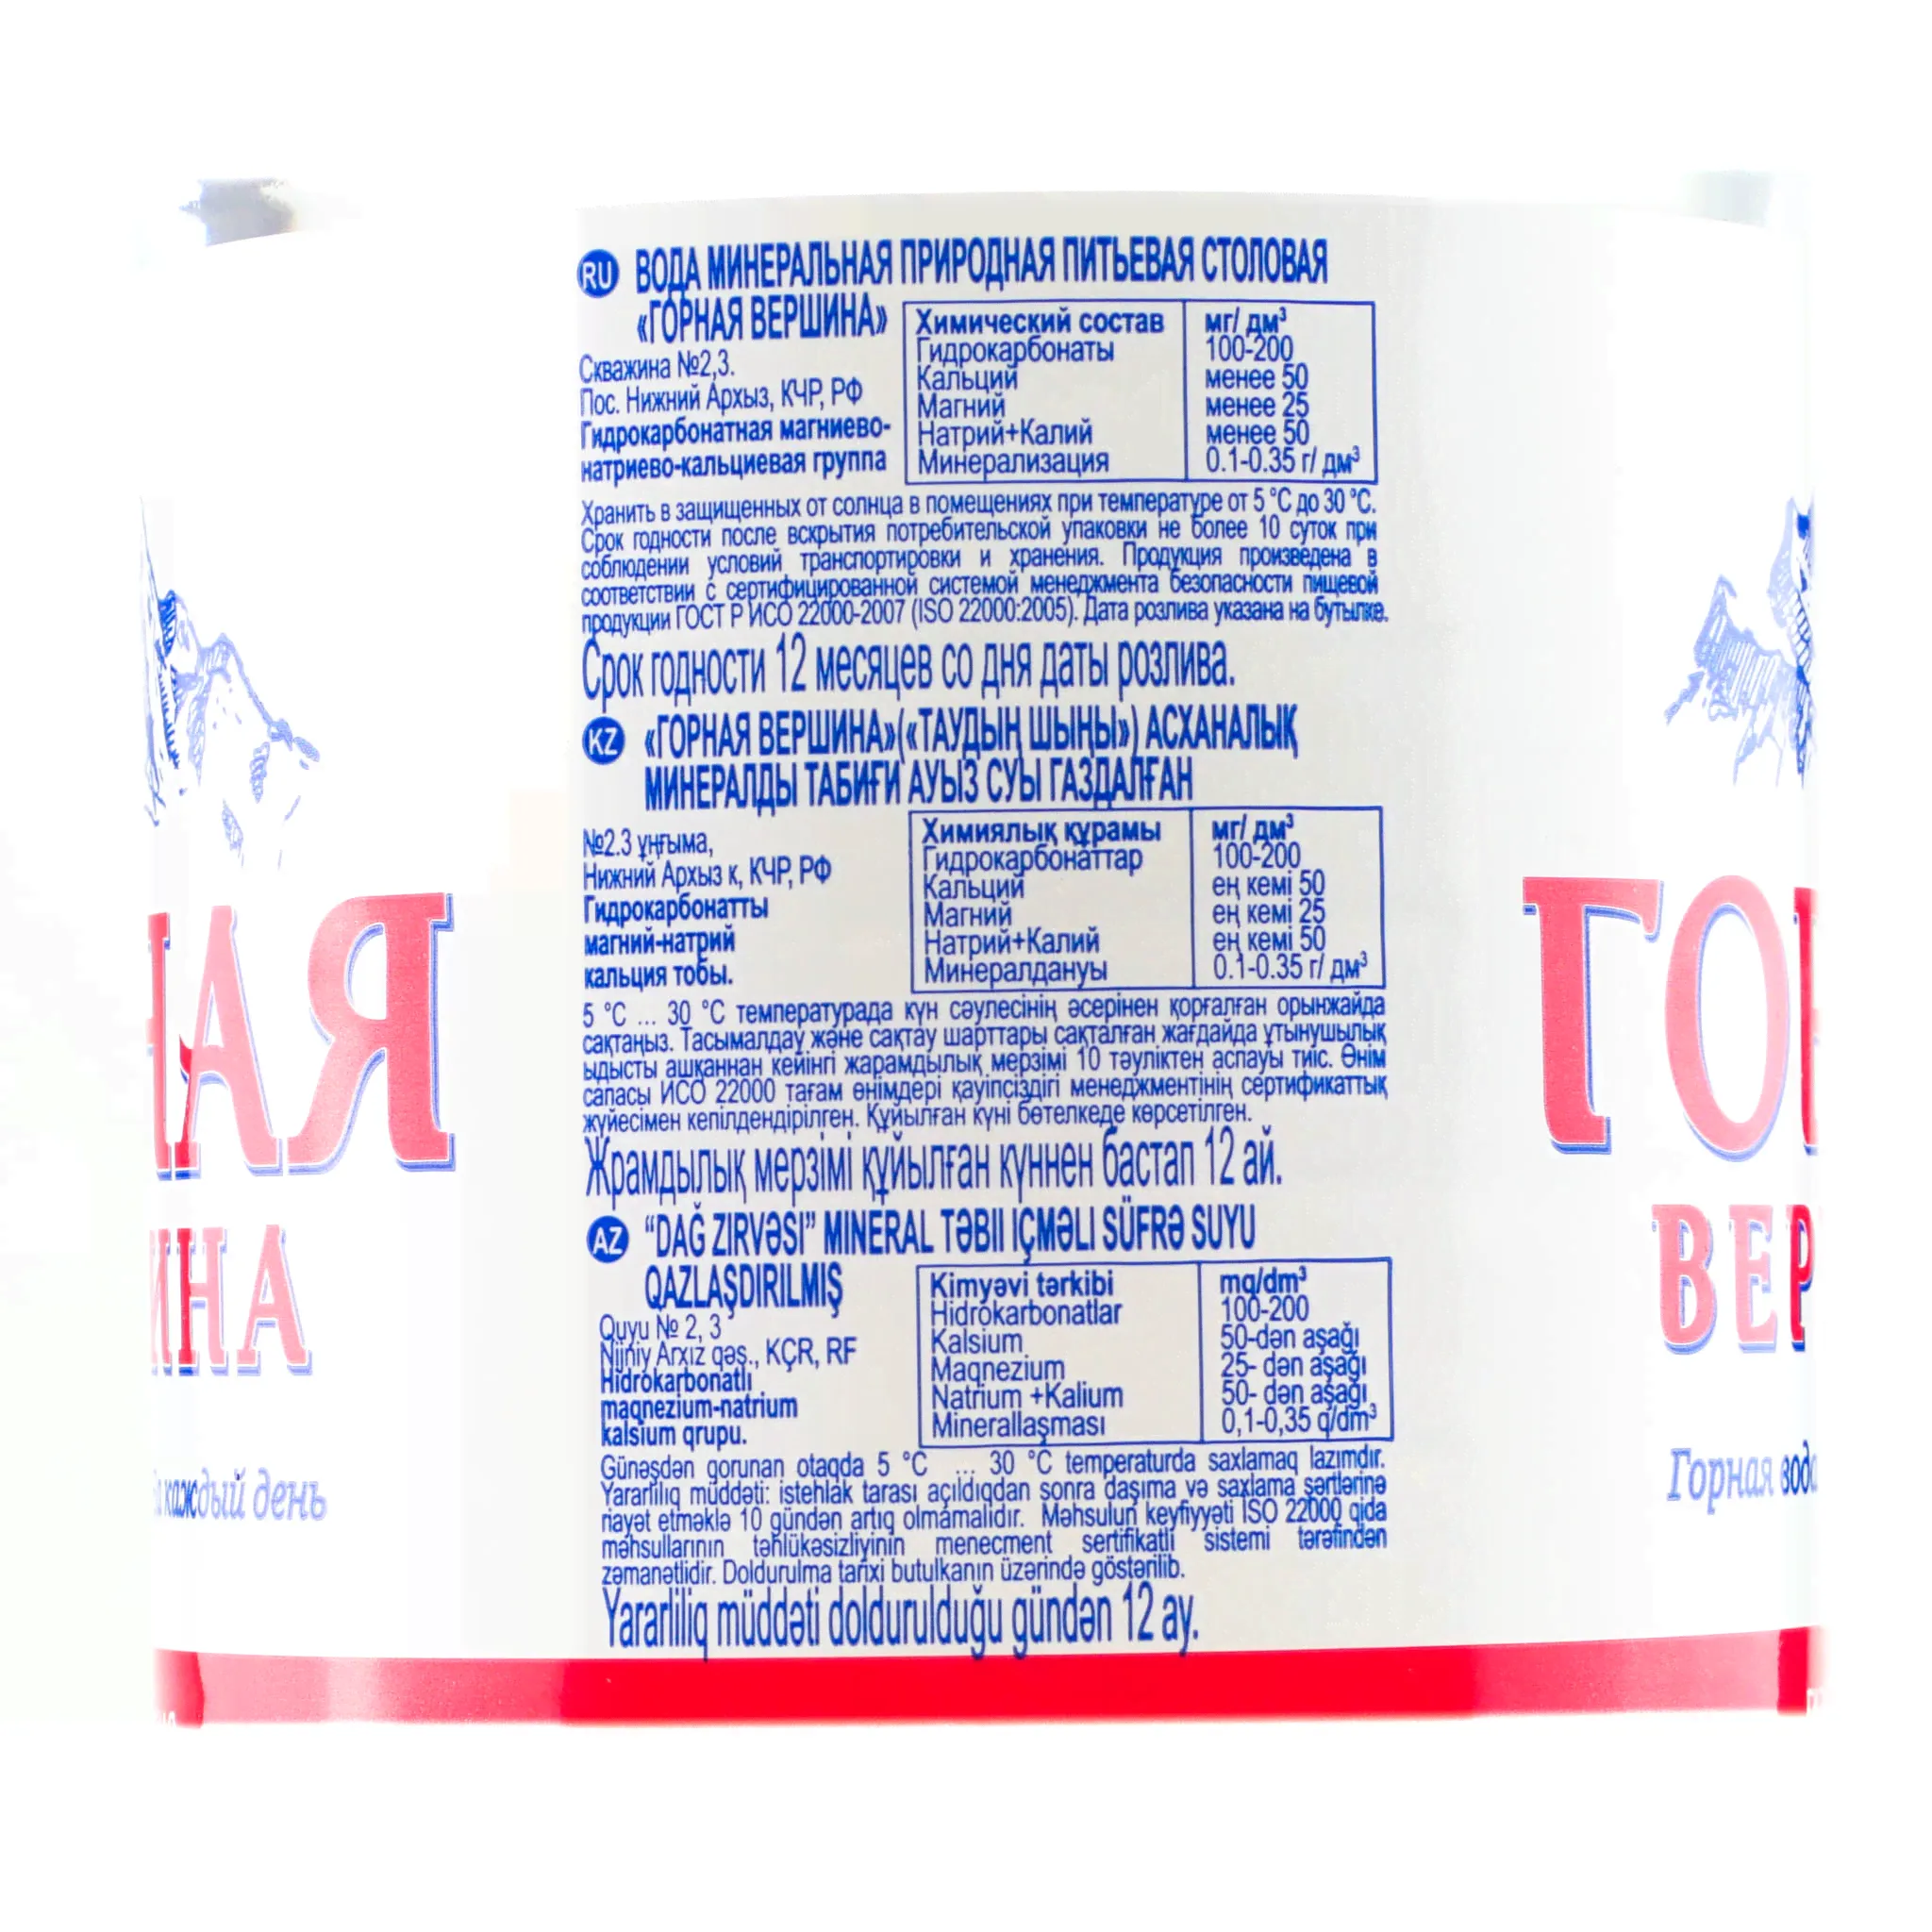 RU ВОДА МИНЕРАЛЬНАЯ ПРИРОДНАЯ ПИТЬЕВАЯ СТОЛОВАЯ
«ГОРНАЯ ВЕРШИНА»
Скважина №2,3.
Пос. Нижний Архыз, КЧР, РФ
Гидрокарбонатная магниево-
натриево-кальциевая группа
Химический состав мг/ дм³
Гидрокарбонаты 100-200
Кальций менее 50
Магний менее 25
Натрий+Калий менее 50
Минерализация 0.1-0.35 г/ дм³
Хранить в защищенных от солнца в помещениях при температуре от 5 °С до 30 °С.
Срок годности после вскрытия потребительской упаковки не более 10 суток при
соблюдении условий транспортировки и хранения. Продукция произведена в
соответствии с сертифицированной системой менеджмента безопасности пищевой
продукции ГОСТ Р ИСО 22000-2007 (ISO 22000:2005). Дата розлива указана на бутылке.
Срок годности 12 месяцев со дня даты розлива.
KZ «ГОРНАЯ ВЕРШИНА»(«ТАУДЫҢ ШЫҢЫ») АСХАНАЛЫҚ
МИНЕРАЛДЫ ТАБИҒИ АУЫЗ СУЫ ГАЗДАЛҒАН
№2.3 ұңғыма,
Нижний Архыз к, КЧР, РФ
Гидрокарбонатты
магний-натрий
кальция тобы.
Химиялық құрамы мг/ дм³
Гидрокарбонаттар 100-200
Кальций ең кемі 50
Магний ең кемі 25
Натрий+Калий ең кемі 50
Минералдануы 0.1-0.35 г/ дм³
5 °С ... 30 °С температурада күн сәулесінің әсерінен қорғалған орынжайда
сақтаңыз. Тасымалдау және сақтау шарттары сақталған жағдайда ұтынушылық
ыдысты ашқаннан кейінгі жарамдылық мерзімі 10 тәуліктен аспауы тиіс. Өнім
сапасы ИСО 22000 тағам өнімдері қауіпсіздігі менеджментінің сертификаттық
жүйесімен кепілдендірілген. Құйылған күні бөтелкеде көрсетілген.
Жрамдылық мерзімі құйылған күннен бастап 12 ай.
AZ “DAĞ ZIRVƏSI” MINERAL TƏBII IÇMƏLI SÜFRƏ SUYU
QAZLAŞDIRILMIŞ
Quyu № 2, 3
Nijniy Arxız qəs., KÇR, RF
Hidrokarbonatlı
maqnezium-natrium
kalsium qrupu.
Kimyəvi tərkibi mq/dm³
Hidrokarbonatlar 100-200
Kalsium 50-dən aşağı
Maqnezium 25- dən aşağı
Natrium +Kalium 50- dən aşağı
Minerallaşması 0,1-0,35 q/dm³
Günəşdən qorunan otaqda 5 °C ... 30 °C temperaturda saxlamaq lazımdır.
Yararlılıq müddəti: istehlak tarası açıldıqdan sonra daşıma və saxlama şərtlərinə
riayət etməklə 10 gündən artıq olmamalıdır. Məhsulun keyfiyyəti ISO 22000 qida
məhsullarının təhlükəsizliyinin menecment sertifikatlı sistemi tərəfindən
zəmanətlidir. Doldurulma tarixi butulkanın üzərində göstərilib.
Yararlılıq müddəti doldurulduğu gündən 12 ay.
НАЯ
ИНА
каждый день
ГОР
ВЕР
Горная вода